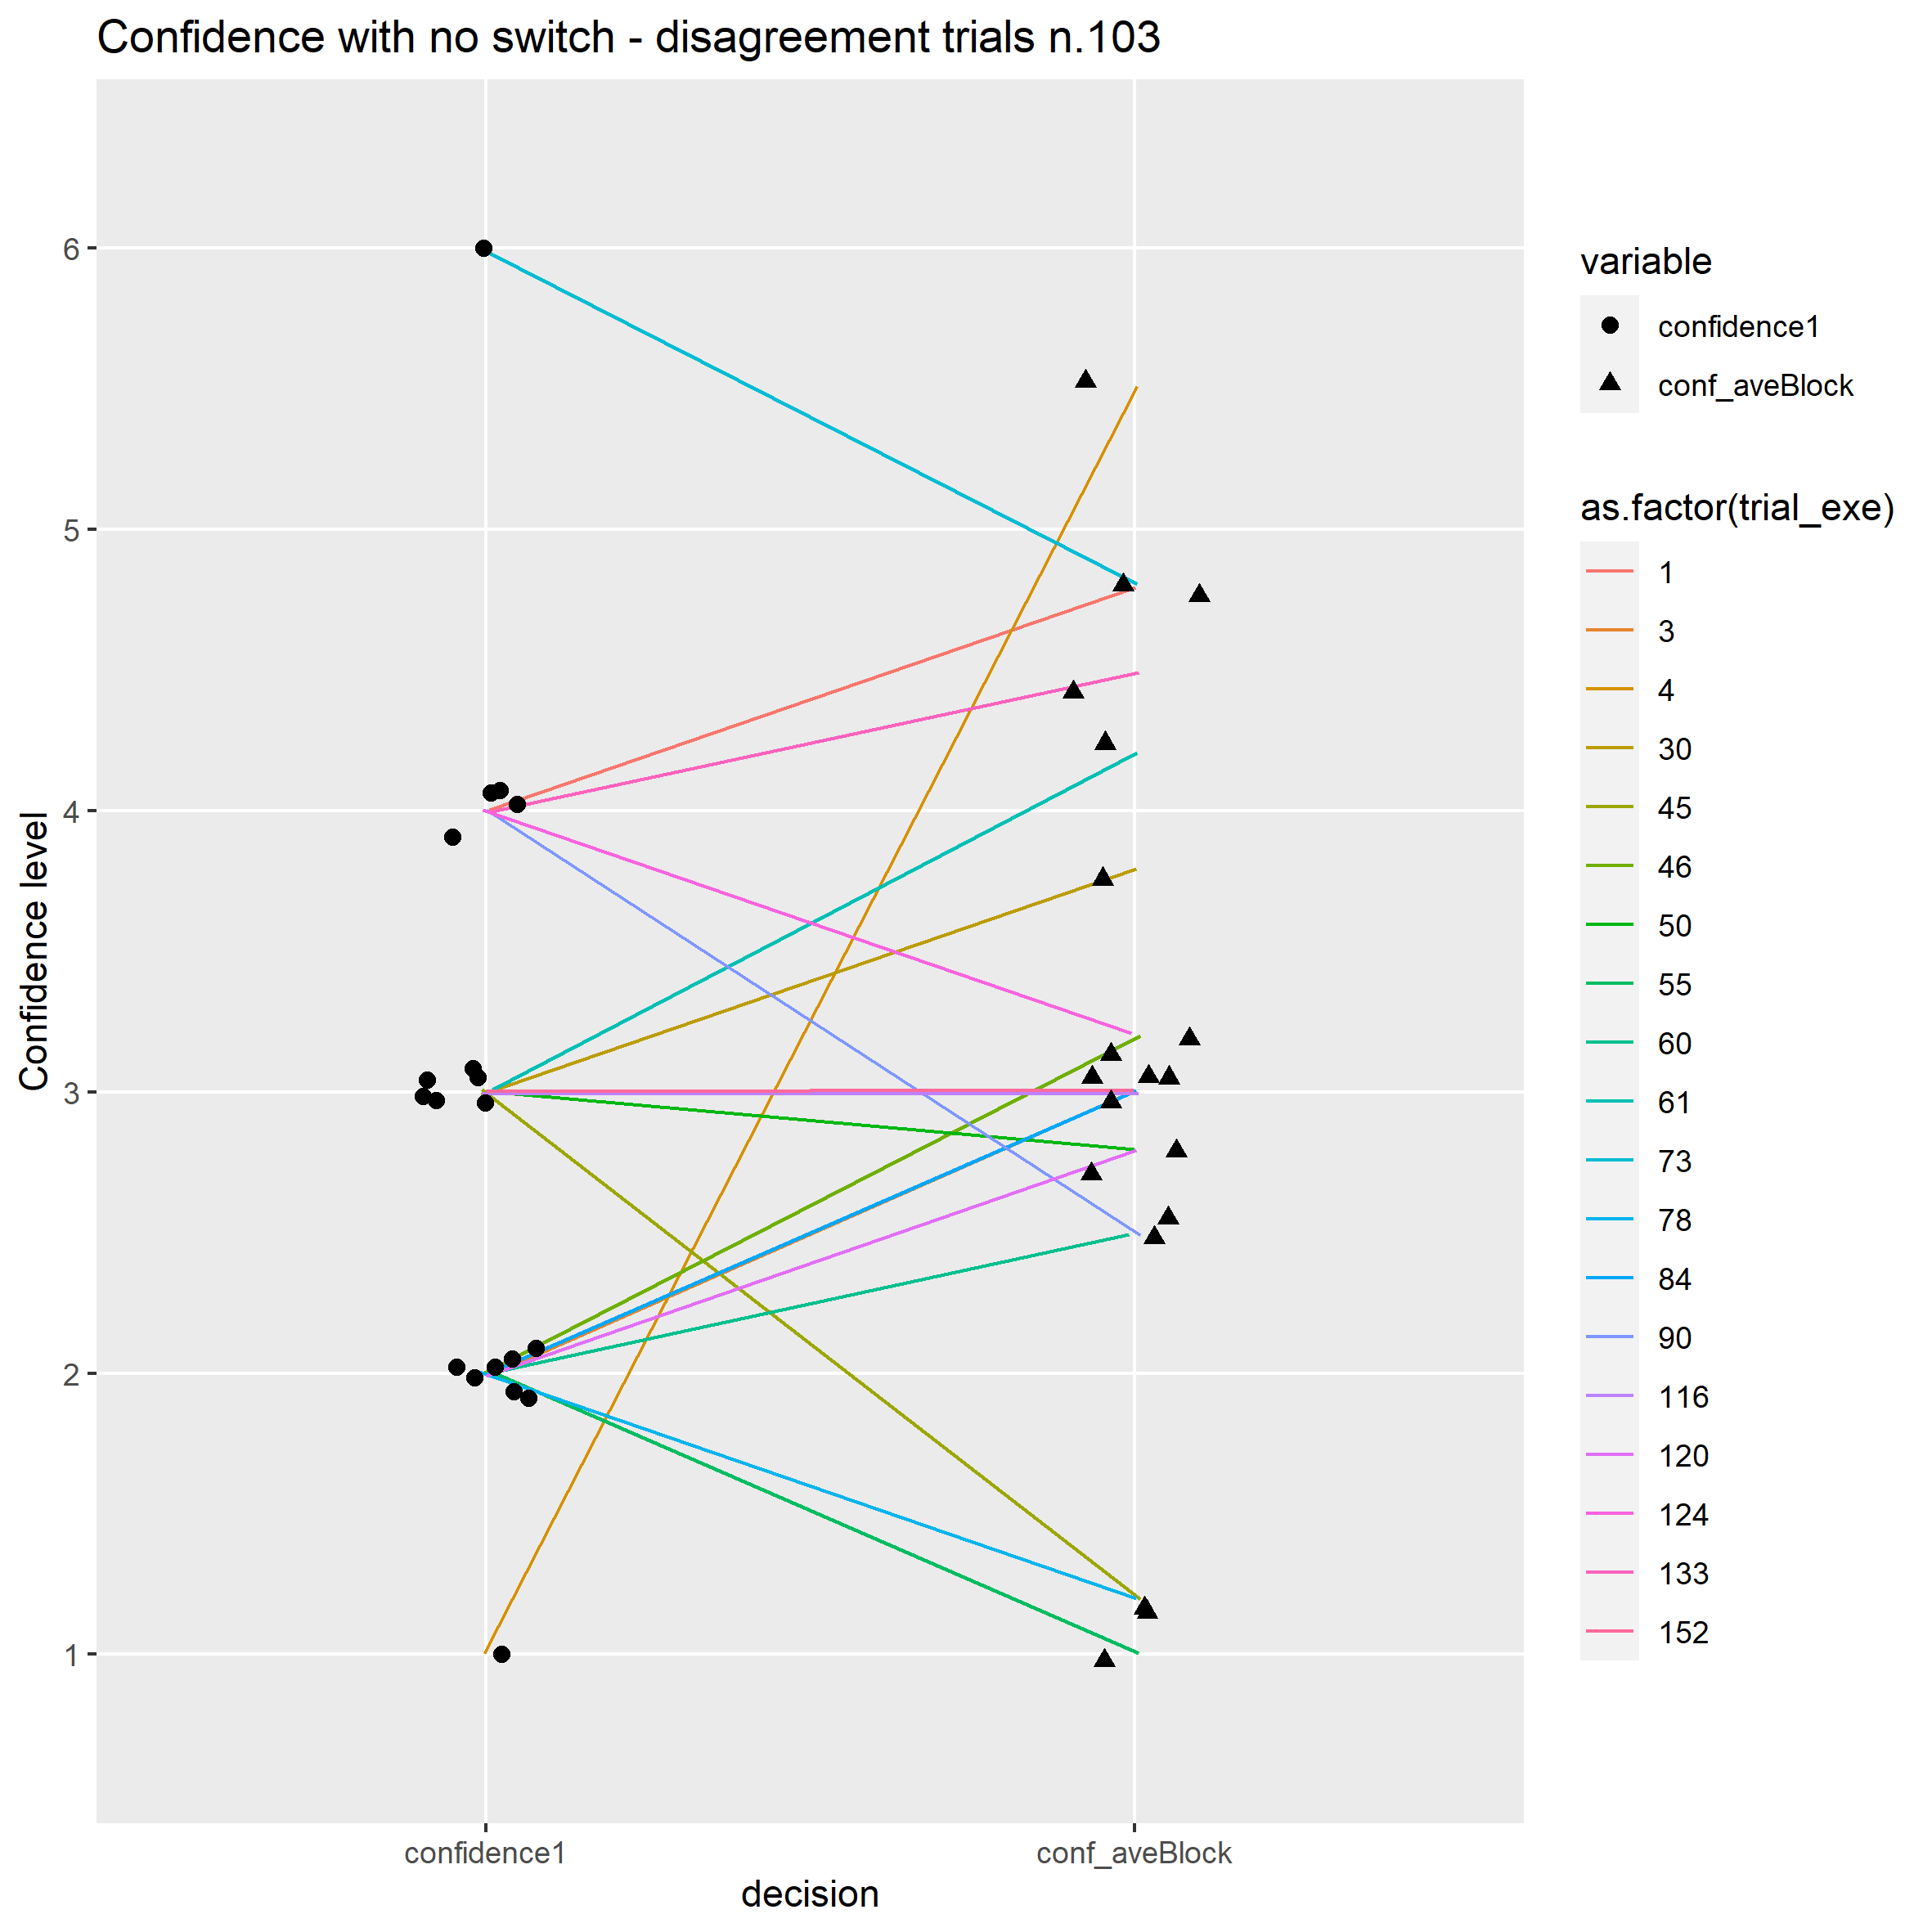 Confidence with no switch - disagreement trials n.103
Confidence level
6
5
4
3
2
1
confidence1
conf_aveBlock
decision
variable
confidence1
conf_aveBlock
as.factor(trial_exe)
1
3
4
30
45
46
50
55
60
61
73
78
84
90
116
120
124
133
152